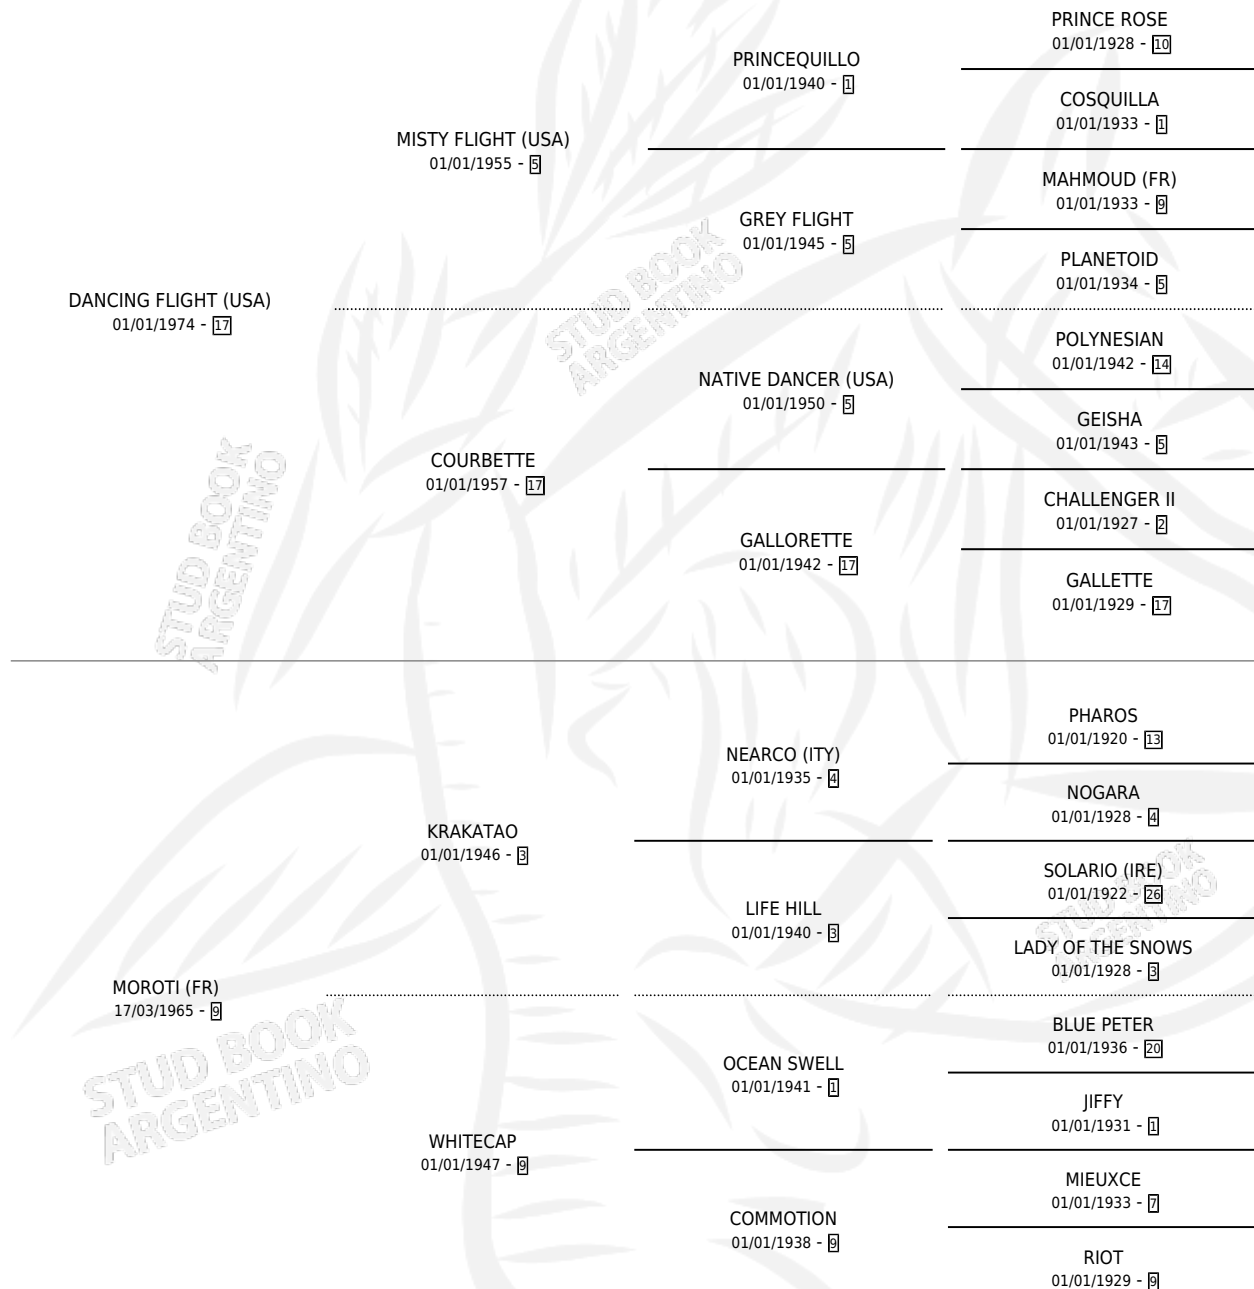 PRINCE ROSE
01/01/1928 - 10
PRINCEQUILLO
01/01/1940 - 1
COSQUILLA
01/01/1933 - 1
MISTY FLIGHT (USA)
01/01/1955 - 5
MAHMOUD (FR)
01/01/1933 - 9
GREY FLIGHT
01/01/1945 - 5
PLANETOID
01/01/1934 - 5
DANCING FLIGHT (USA)
01/01/1974 - 17
STUD BOOK
ARGENTINO
POLYNESIAN
01/01/1942 - 14
NATIVE DANCER (USA)
01/01/1950 - 5
GEISHA
01/01/1943 - 5
COURBETTE
01/01/1957 - 17
CHALLENGER II
01/01/1927 - 2
GALLORETTE
01/01/1942 - 17
GALLETTE
01/01/1929 - 17
STUD BOOK
ARGENTINO
PHAROS
01/01/1920 - 13
NEARCO (ITY)
01/01/1935 - 4
NOGARA
01/01/1928 - 4
KRAKATAO
01/01/1946 - 3
SOLARIO (IRE)
01/01/1922 - 26
LIFE HILL
01/01/1940 - 3
LADY OF THE SNOWS
01/01/1928 - 3
STUD BOOK
ARGENTINO
MOROTI (FR)
17/03/1965 - 9
BLUE PETER
01/01/1936 - 20
OCEAN SWELL
01/01/1941 - 1
JIFFY
01/01/1931 - 1
STUD BOOK
ARGENTINO
WHITECAP
01/01/1947 - 9
MIEUXCE
01/01/1933 - 7
COMMOTION
01/01/1938 - 9
RIOT
01/01/1929 - 9